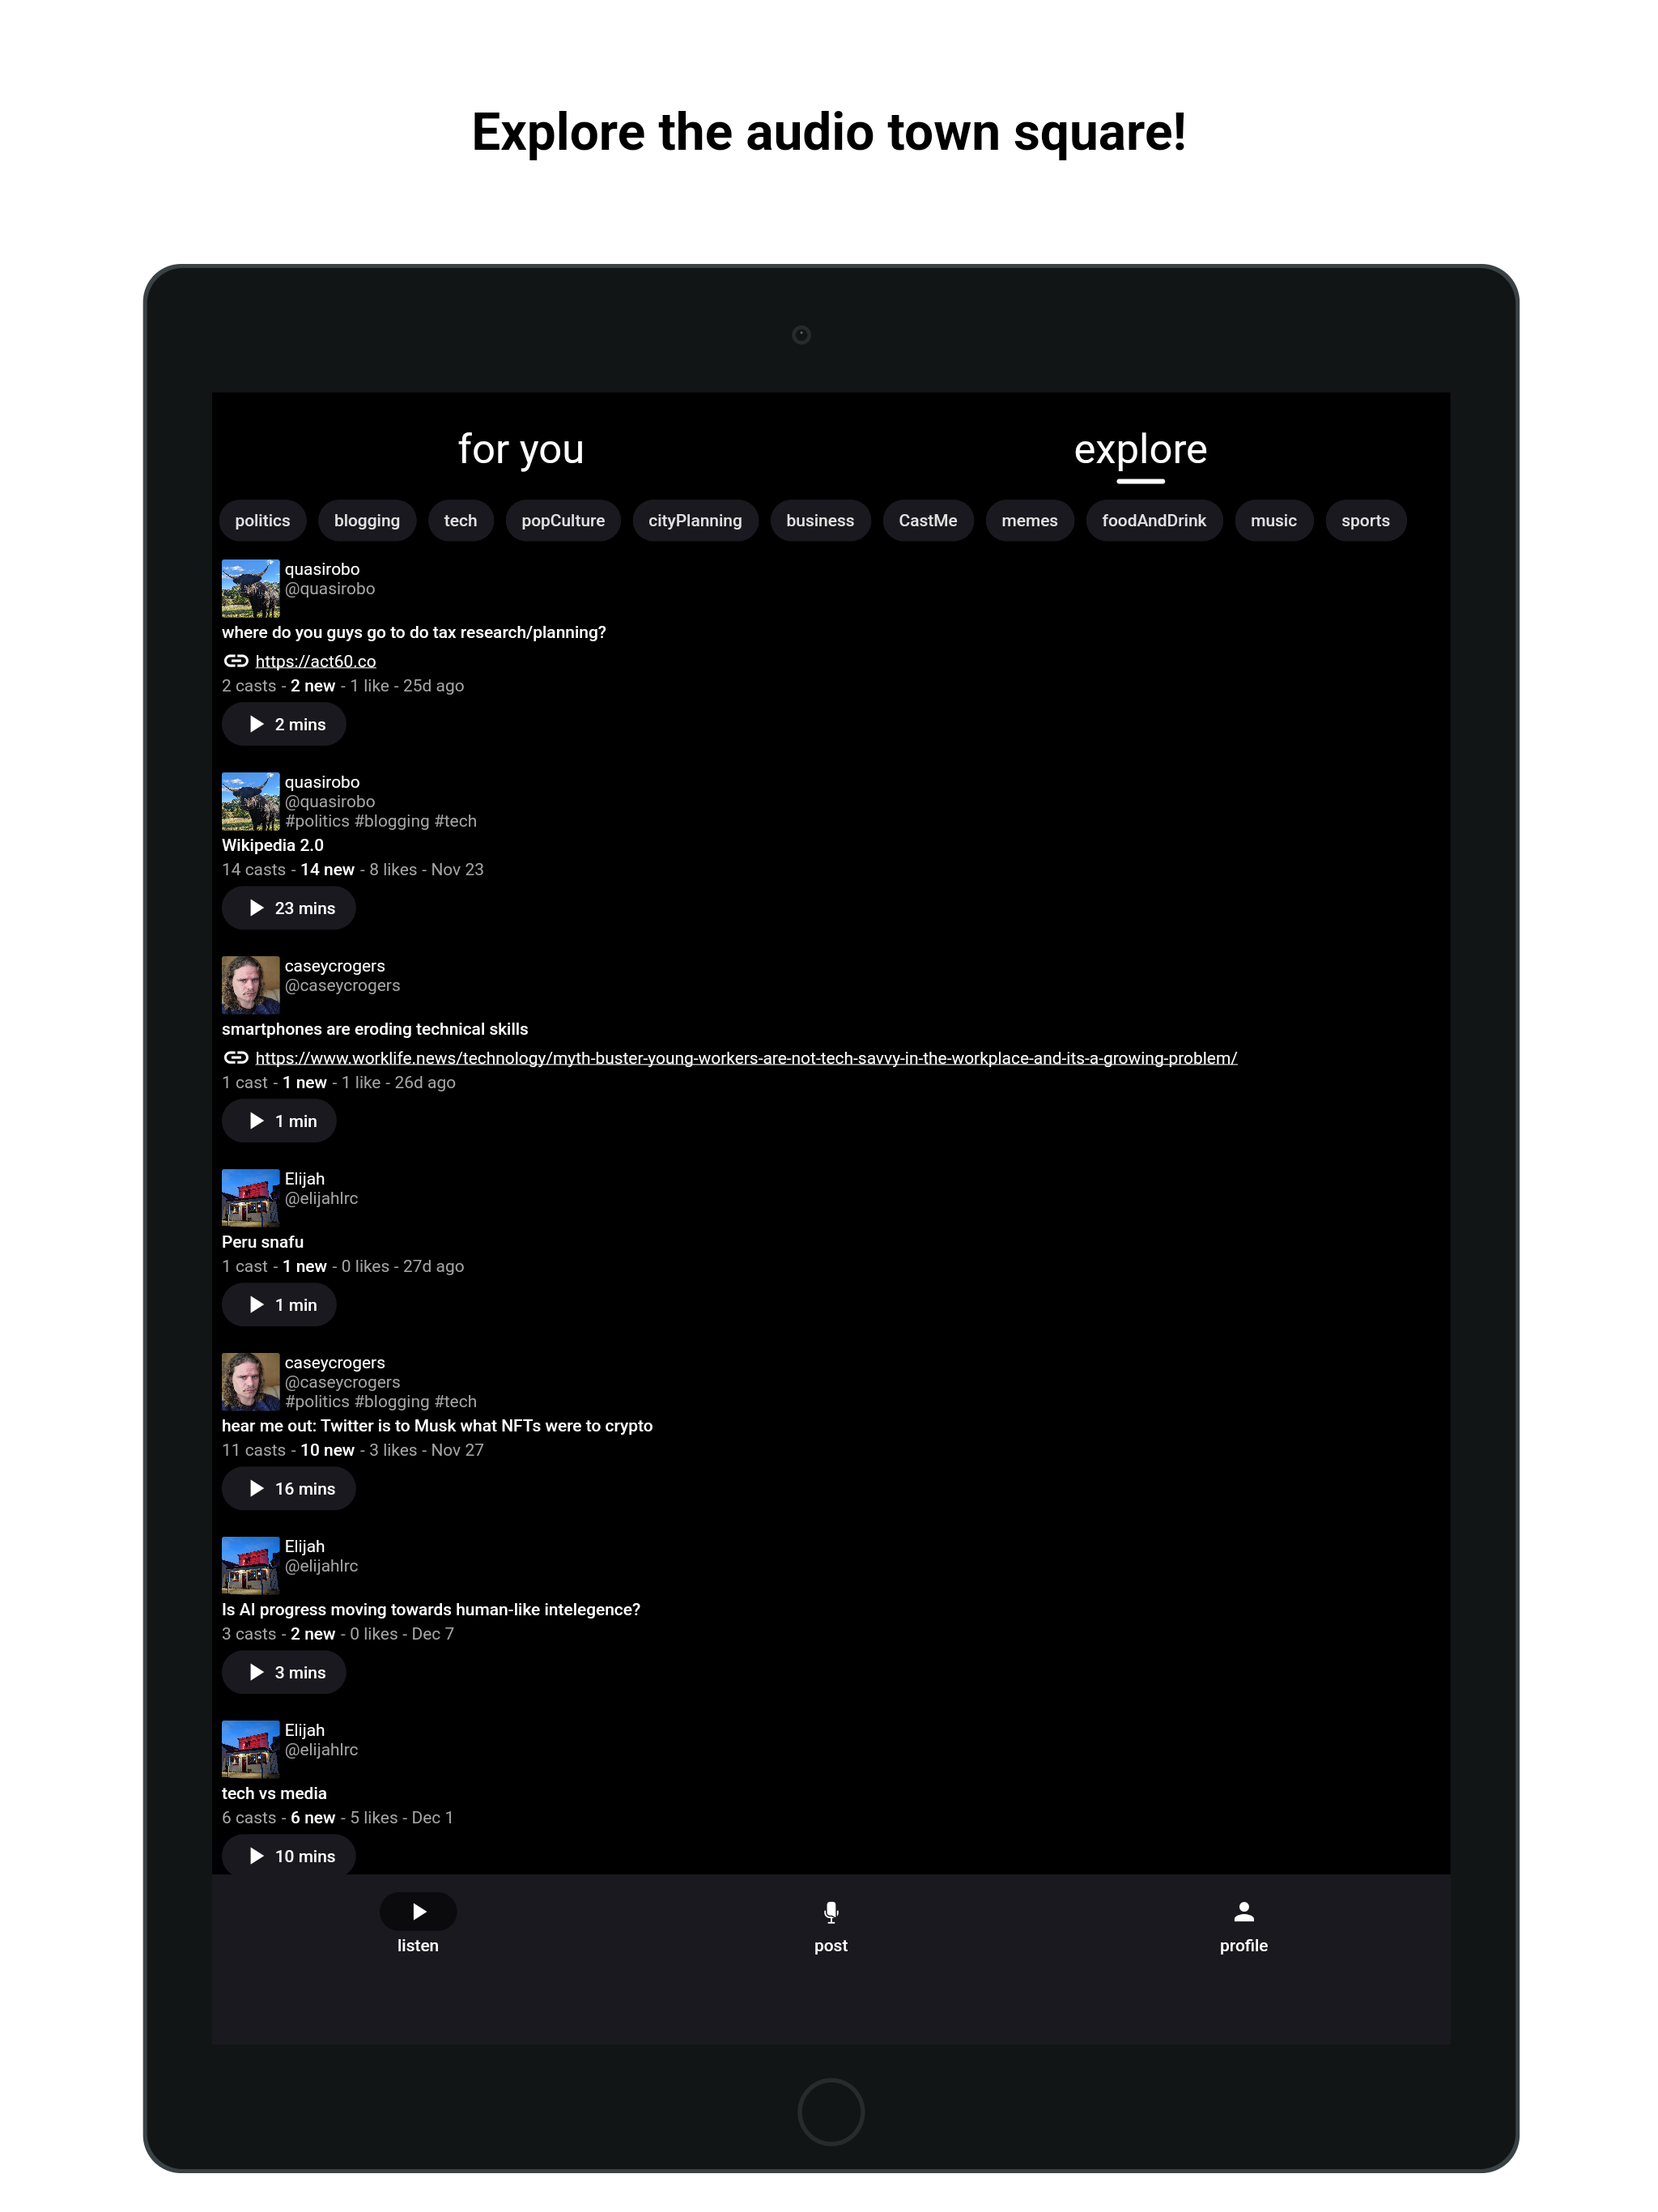 Explore the audio town square!
for you
explore
politics
blogging
tech
popCulture
cityPlanning
business
CastMe
memes
foodAndDrink
music
sports
quasirobo
@quasirobo
where do you guys go to do tax research/planning?
https://act60.co
2 casts - 2 new - 1 like - 25d ago
2 mins
quasirobo
@quasirobo
#politics #blogging #tech
Wikipedia 2.0
14 casts - 14 new - 8 likes - Nov 23
23 mins
caseycrogers
@caseycrogers
smartphones are eroding technical skills
https://www.worklife.news/technology/myth-buster-young-workers-are-not-tech-savvy-in-the-workplace-and-its-a-growing-problem/
1 cast - 1 new - 1 like - 26d ago
1 min
Elijah
@elijahlrc
Peru snafu
1 cast - 1 new - 0 likes - 27d ago
1 min
caseycrogers
@caseycrogers
#politics #blogging #tech
hear me out: Twitter is to Musk what NFTs were to crypto
11 casts - 10 new - 3 likes - Nov 27
16 mins
Elijah
@elijahlrc
Is AI progress moving towards human-like intelegence?
3 casts - 2 new - 0 likes - Dec 7
3 mins
Elijah
@elijahlrc
tech vs media
6 casts - 6 new - 5 likes - Dec 1
10 mins
listen
post
profile